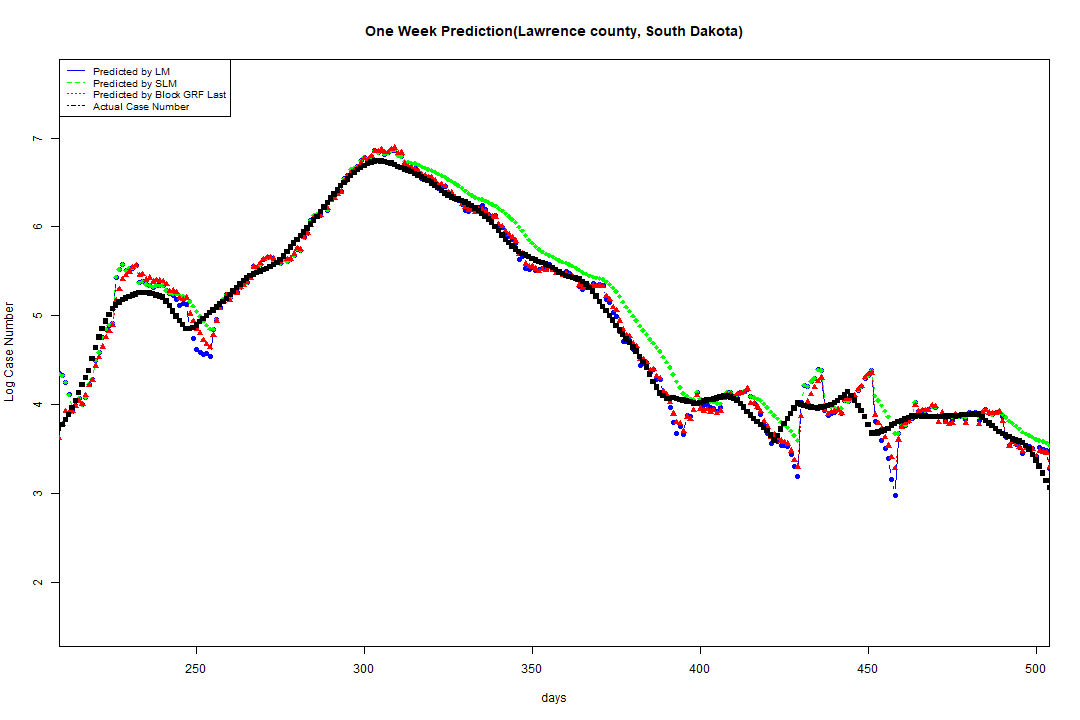 One Week Prediction(Lawrence county, South Dakota)
Predicted by LM
Predicted by SLM
Predicted by Block GRF Last
Actual Case Number
7
6
5
4
3
2
Log Case Number
250
300
350
400
450
500
days